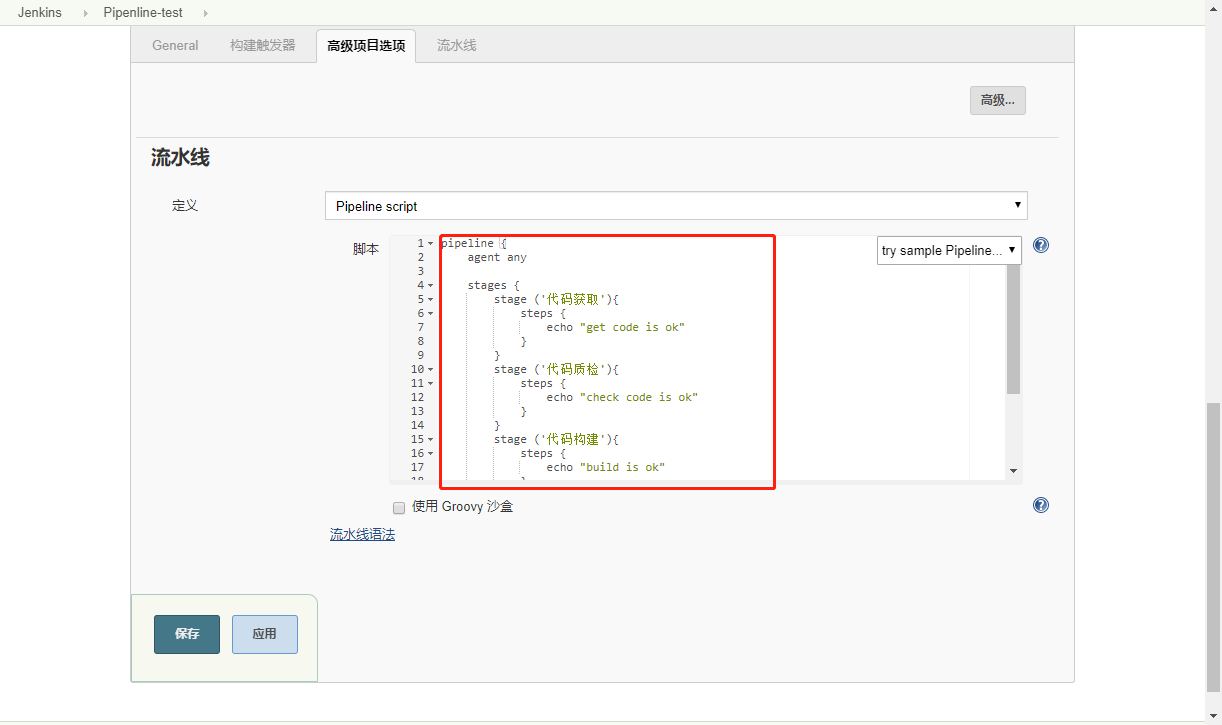 Jenkins Pipenline-test
General 构建触发器 高级项目选项 流水线
高级...
流水线
定义 Pipeline script
脚本
try sample Pipeline...
1 pipeline {
2     agent any
3
4     stages {
5         stage ('代码获取'){
6             steps {
7                 echo "get code is ok"
8             }
9         }
10         stage ('代码质检'){
11             steps {
12                 echo "check code is ok"
13             }
14         }
15         stage ('代码构建'){
16             steps {
17                 echo "build is ok"
18             }
使用 Groovy 沙盒
流水线语法
保存 应用